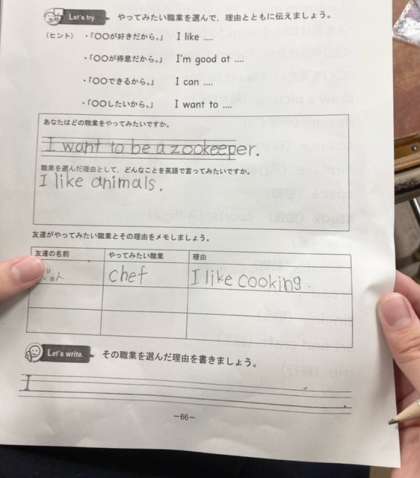 Let's try やってみたい職業を選んで，理由とともに伝えましょう。
(ヒント) ・「〇〇が好きだから。」 I like ....
・「〇〇が得意だから。」 I'm good at ....
・「〇〇できるから。」 I can ....
・「〇〇したいから。」 I want to ....
あなたはどの職業をやってみたいですか。
I want to be a zookeeper.
職業を選んだ理由として，どんなことを英語で言ってみたいですか。
I like animals.
友達がやってみたい職業とその理由をメモしましょう。
友達の名前 やってみたい職業 理由
chef I like cooking.
Let's write. その職業を選んだ理由を書きましょう。
I
-66-